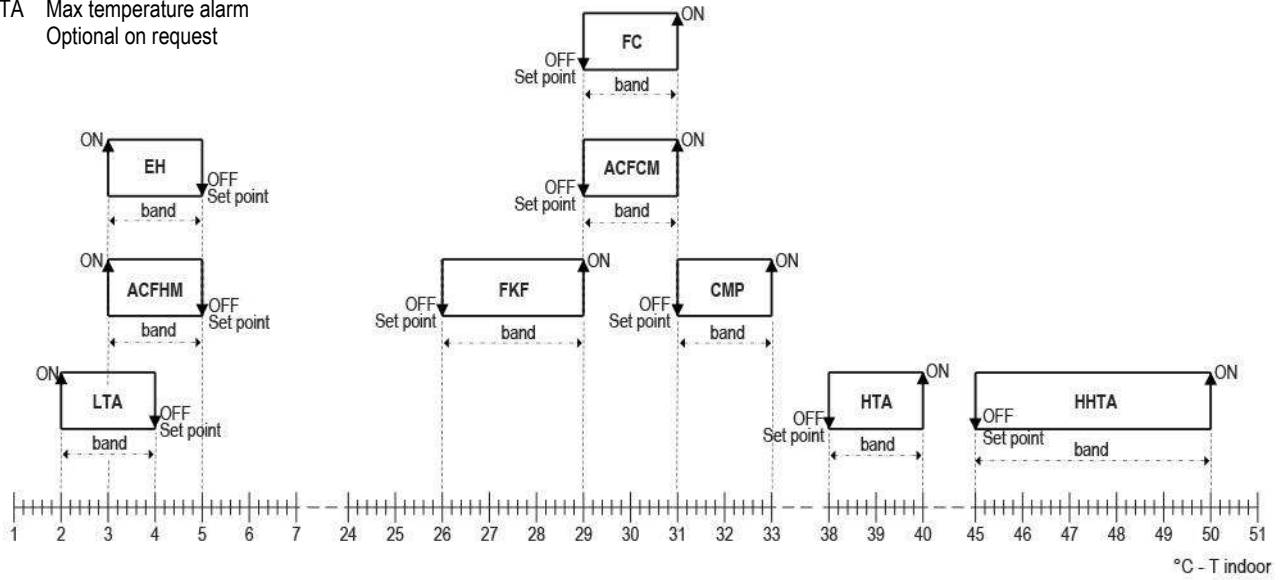 TA Max temperature alarm
Optional on request
ON
FC
OFF
Set point
band
ON
EH
OFF
Set point
band
ON
ACFCM
OFF
Set point
band
ON
ACFHM
OFF
Set point
band
ON
FKF
OFF
Set point
band
ON
CMP
OFF
Set point
band
ON
LTA
OFF
Set point
band
ON
HTA
OFF
Set point
band
ON
HHTA
OFF
Set point
band
1 2 3 4 5 6 7 24 25 26 27 28 29 30 31 32 33 38 39 40 45 46 47 48 49 50 51
°C - T indoor